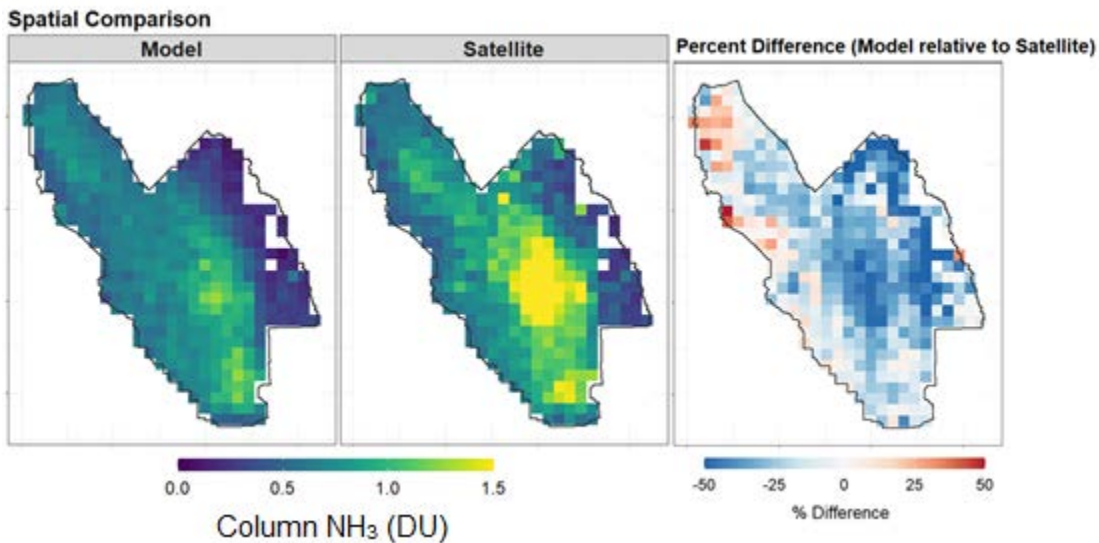 Spatial Comparison
Model
Satellite
Percent Difference (Model relative to Satellite)
0.0 0.5 1.0 1.5
Column NH₃ (DU)
-50 -25 0 25 50
% Difference